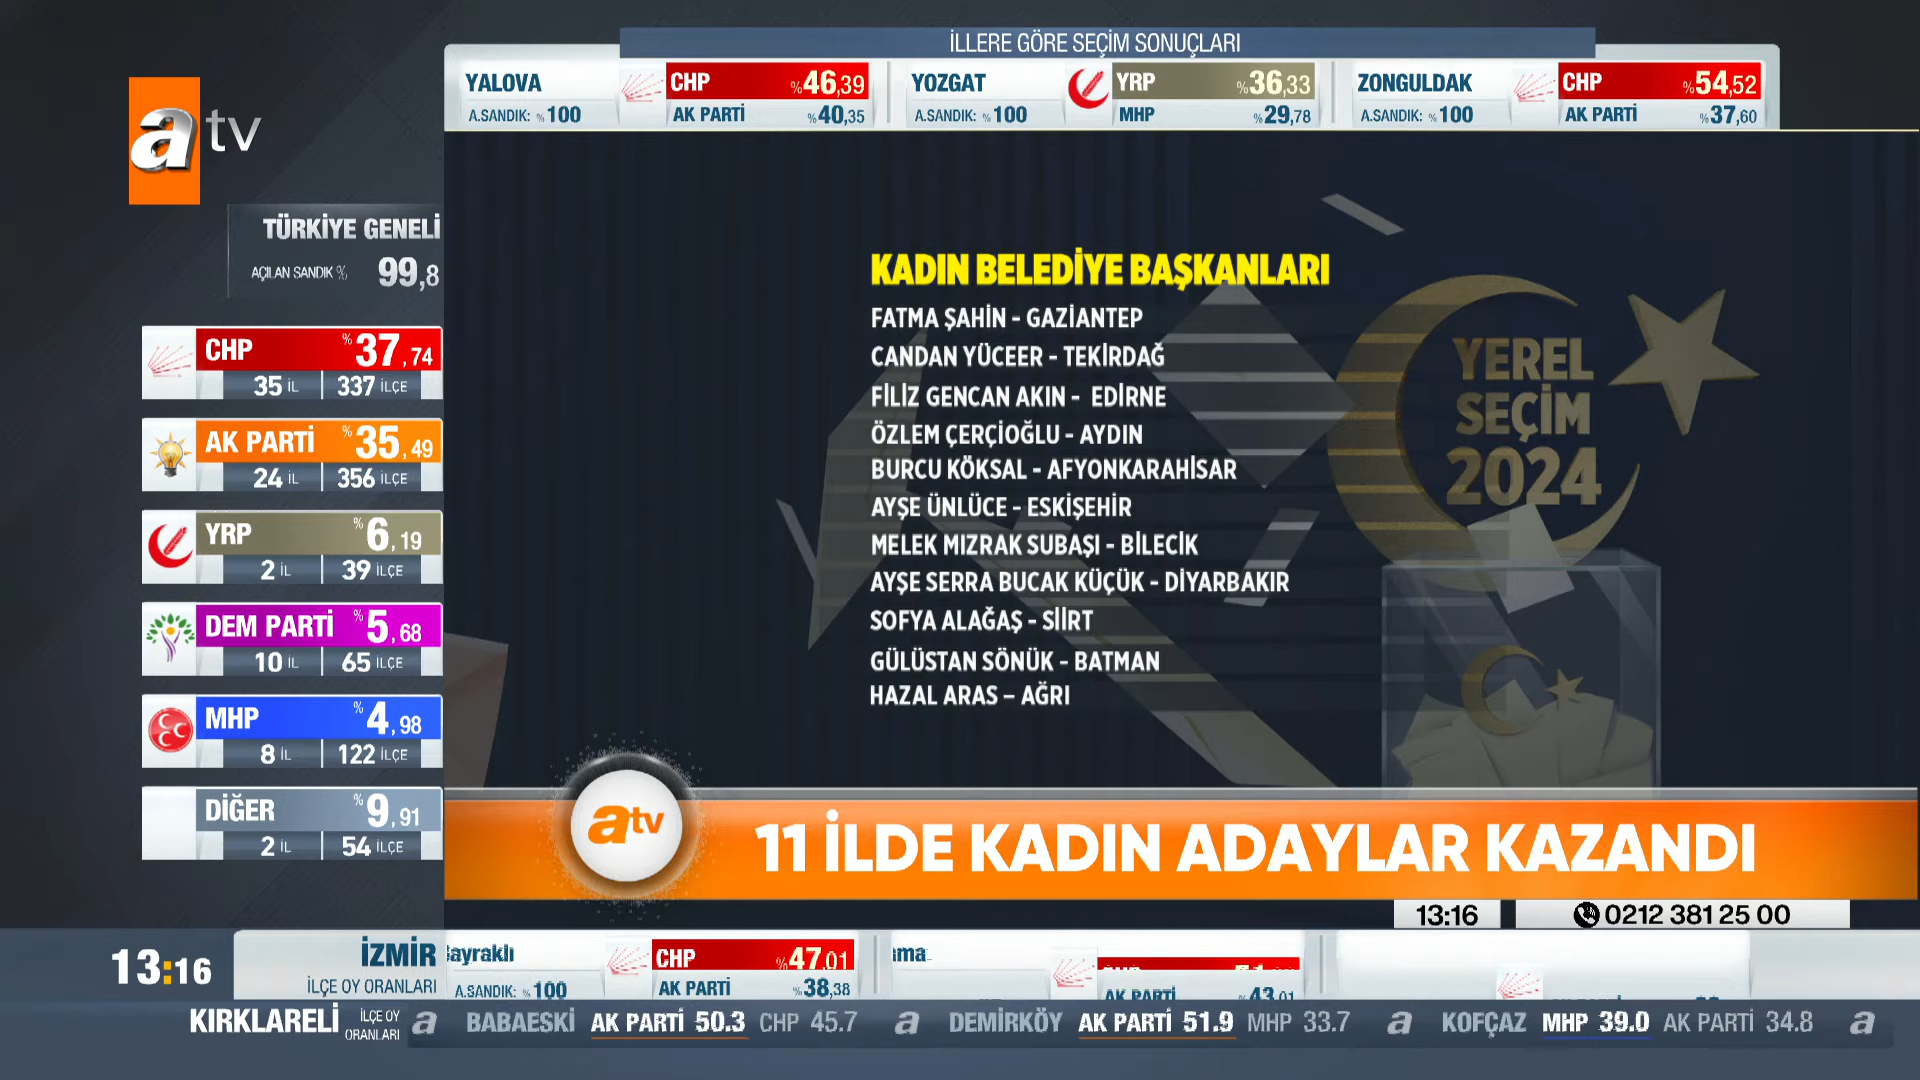 İLLERE GÖRE SEÇİM SONUÇLARI
YALOVA CHP %46,39
A.SANDIK: %100 AK PARTİ %40,35
YOZGAT YRP %36,33
A.SANDIK: %100 MHP %29,78
ZONGULDAK CHP %54,52
A.SANDIK: %100 AK PARTİ %37,60
a tv
TÜRKİYE GENELİ
AÇILAN SANDIK % 99,8
CHP %37,74
35 İL 337 İLÇE
AK PARTİ %35,49
24 İL 356 İLÇE
YRP %6,19
2 İL 39 İLÇE
DEM PARTİ %5,68
10 İL 65 İLÇE
MHP %4,98
8 İL 122 İLÇE
DİĞER %9,91
2 İL 54 İLÇE
KADIN BELEDİYE BAŞKANLARI
FATMA ŞAHİN - GAZİANTEP
CANDAN YÜCEER - TEKİRDAĞ
FİLİZ GENCAN AKIN - EDİRNE
ÖZLEM ÇERÇİOĞLU - AYDIN
BURCU KÖKSAL - AFYONKARAHİSAR
AYŞE ÜNLÜCE - ESKİŞEHİR
MELEK MIZRAK SUBAŞI - BİLECİK
AYŞE SERRA BUCAK KÜÇÜK - DİYARBAKIR
SOFYA ALAĞAŞ - SİİRT
GÜLÜSTAN SÖNÜK - BATMAN
HAZAL ARAS – AĞRI
YEREL
SEÇİM
2024
atv
11 İLDE KADIN ADAYLAR KAZANDI
13:16 0212 381 25 00
13:16
İZMİR
İLÇE OY ORANLARI
Bayraklı CHP %47,01
A.SANDIK: %100 AK PARTİ %38,38
AK PARTİ %43,01
KIRKLARELİ İLÇE OY ORANLARI a BABAESKİ AK PARTİ 50.3 CHP 45.7 a DEMİRKÖY AK PARTİ 51.9 MHP 33.7 a KOFÇAZ MHP 39.0 AK PARTİ 34.8 a